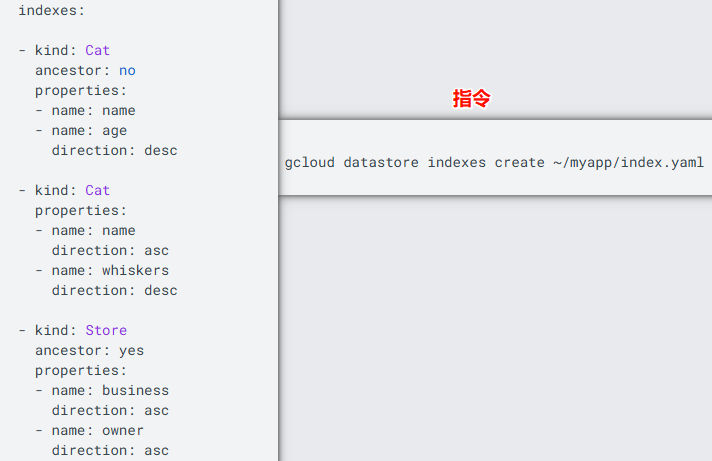 indexes:
- kind: Cat
ancestor: no
properties:
- name: name
- name: age
direction: desc
- kind: Cat
properties:
- name: name
direction: asc
- name: whiskers
direction: desc
- kind: Store
ancestor: yes
properties:
- name: business
direction: asc
- name: owner
direction: asc
指令
gcloud datastore indexes create ~/myapp/index.yaml